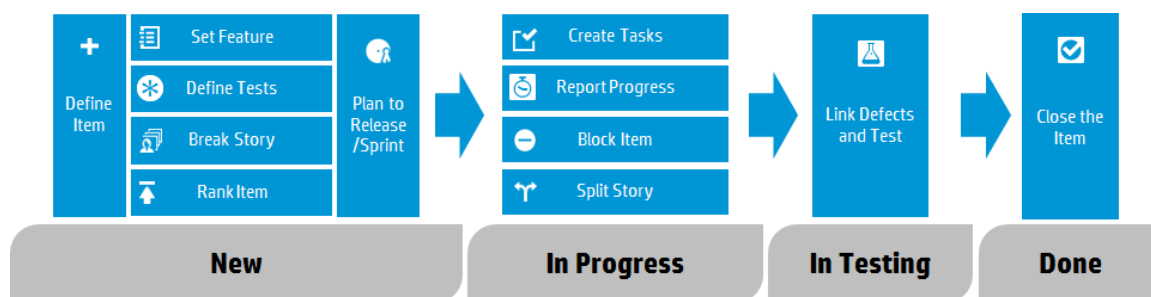 Define
Item
Set Feature
Define Tests
Break Story
Rank Item
Plan to
Release
/Sprint
Create Tasks
Report Progress
Block Item
Split Story
Link Defects
and Test
Close the
Item
New
In Progress
In Testing
Done